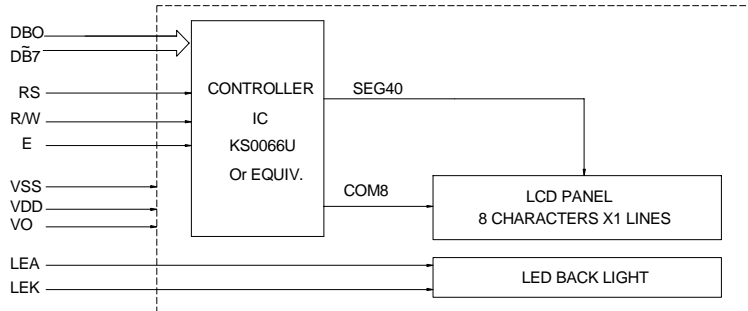 DBO
DB7
RS
R/W
E
VSS
VDD
VO
LEA
LEK
CONTROLLER
IC
KS0066U
Or EQUIV.
SEG40
COM8
LCD PANEL
8 CHARACTERS X1 LINES
LED BACK LIGHT